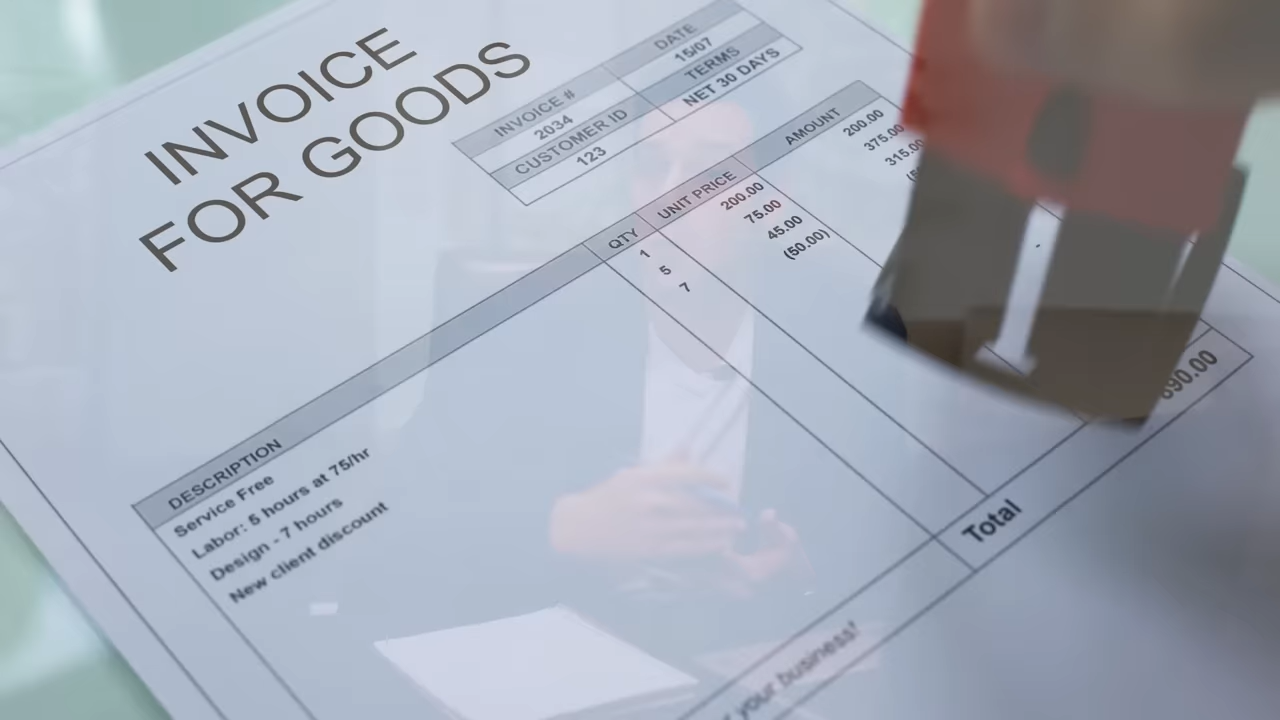 INVOICE
FOR GOODS
INVOICE # DATE
2034 15/07
CUSTOMER ID TERMS
123 NET 30 DAYS
DESCRIPTION QTY UNIT PRICE AMOUNT
Service Free 1 200.00 200.00
Labor: 5 hours at 75/hr 5 75.00 375.00
Design - 7 hours 7 45.00 315.00
New client discount (50.00)
Total 890.00
your business!